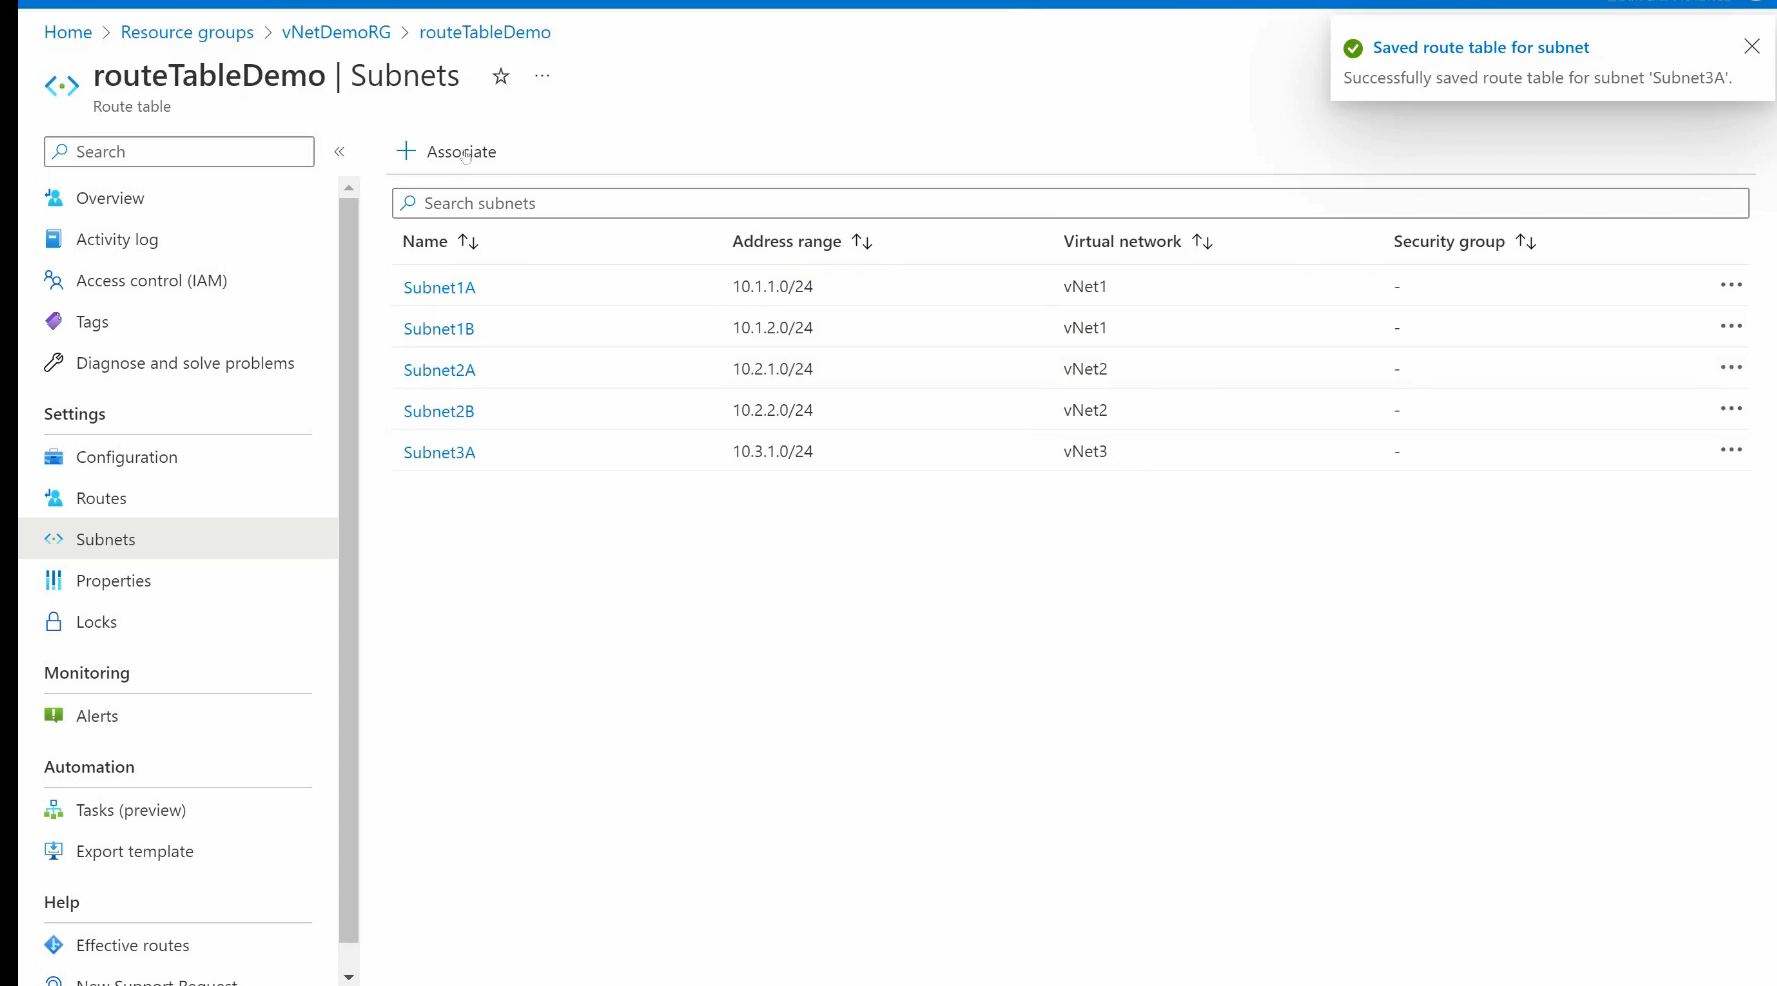 Home > Resource groups > vNetDemoRG > routeTableDemo
routeTableDemo | Subnets
Route table
Saved route table for subnet
Successfully saved route table for subnet 'Subnet3A'.
Search
Overview
Activity log
Access control (IAM)
Tags
Diagnose and solve problems
Settings
Configuration
Routes
Subnets
Properties
Locks
Monitoring
Alerts
Automation
Tasks (preview)
Export template
Help
Effective routes
New Support Request
Associate
Search subnets
Name Address range Virtual network Security group
Subnet1A 10.1.1.0/24 vNet1 -
Subnet1B 10.1.2.0/24 vNet1 -
Subnet2A 10.2.1.0/24 vNet2 -
Subnet2B 10.2.2.0/24 vNet2 -
Subnet3A 10.3.1.0/24 vNet3 -